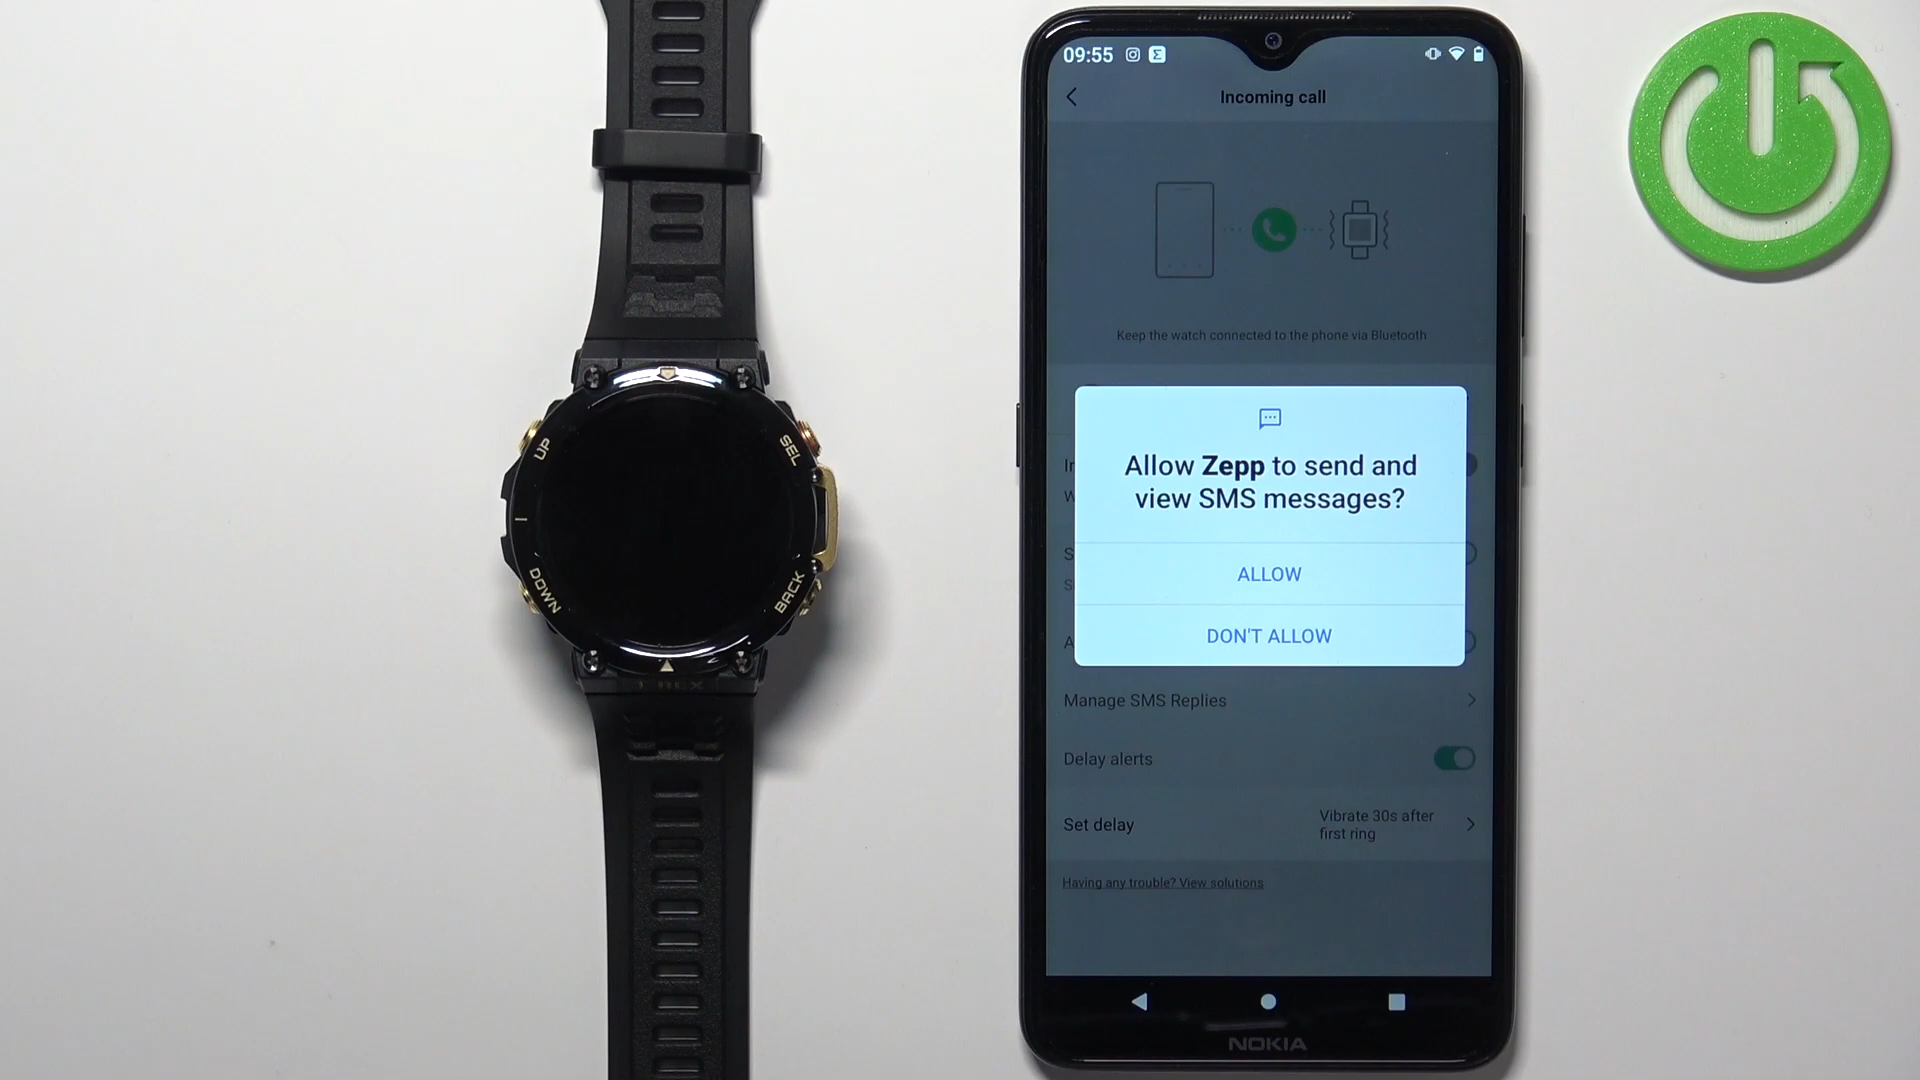 UP
SEL
DOWN
BACK
09:55
Incoming call
Keep the watch connected to the phone via Bluetooth
Allow Zepp to send and
view SMS messages?
ALLOW
DON'T ALLOW
Manage SMS Replies
Delay alerts
Set delay
Vibrate 30s after
first ring
Having any trouble? View solutions
NOKIA